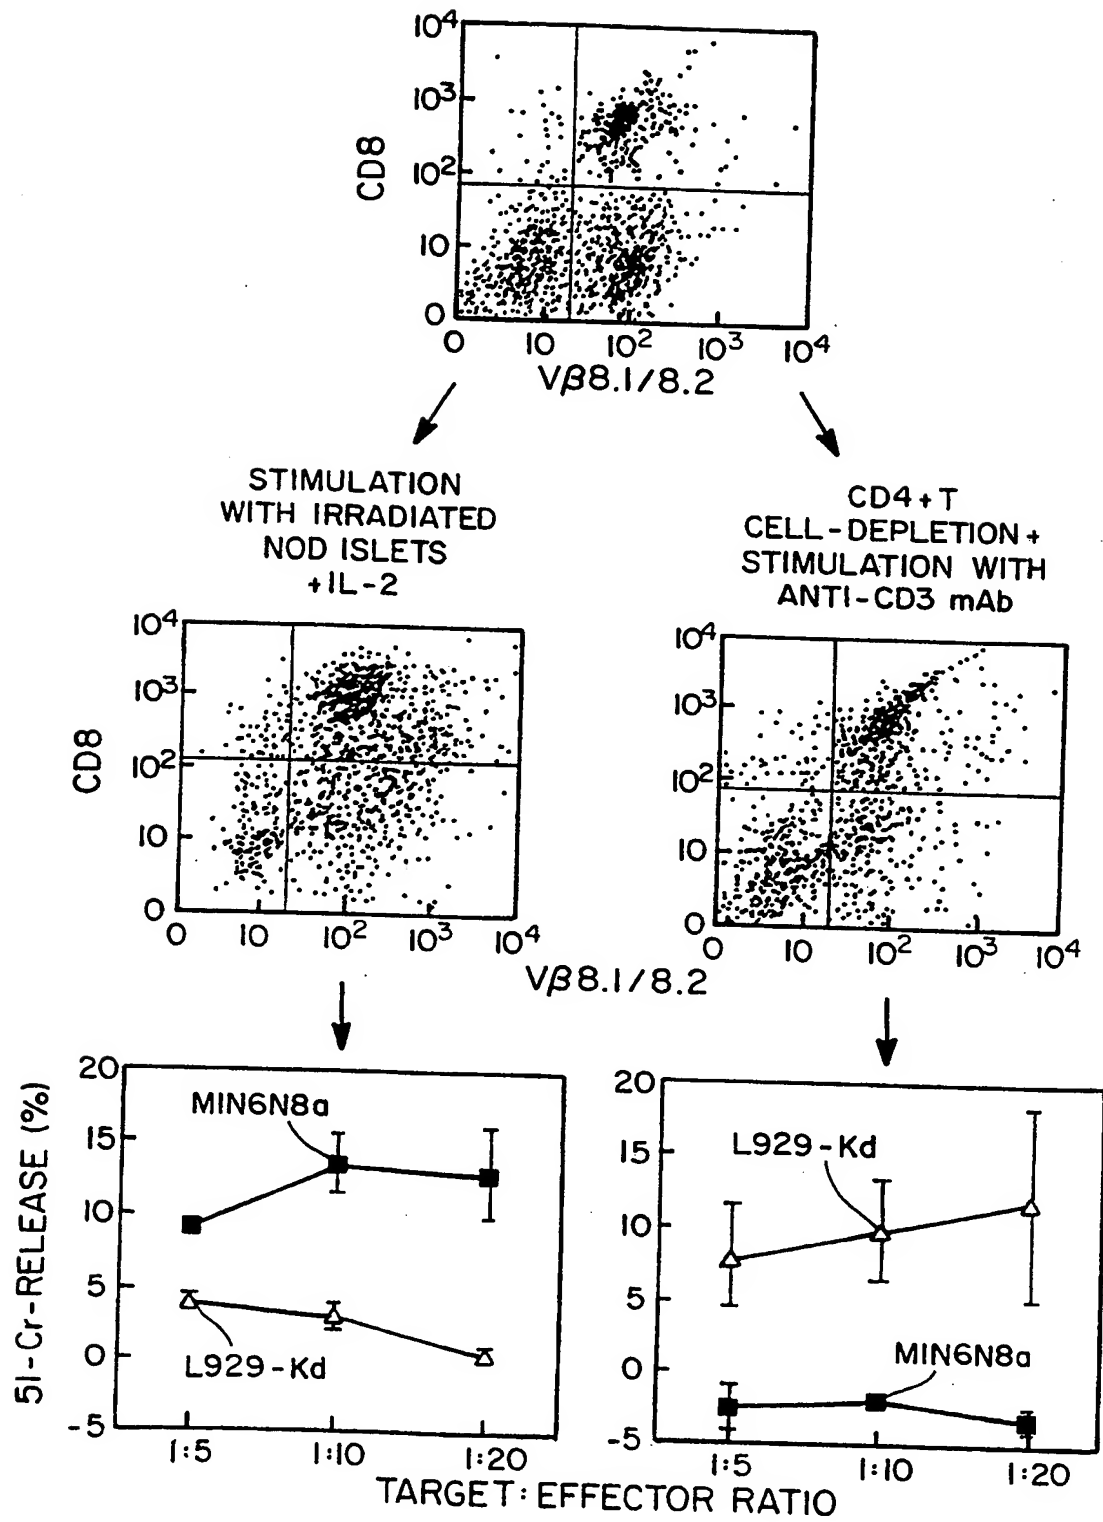 10⁴
10³
10²
10
0
CD8
0 10 10² 10³ 10⁴
Vβ8.1/8.2
STIMULATION
WITH IRRADIATED
NOD ISLETS
+IL-2
CD4+T
CELL-DEPLETION+
STIMULATION WITH
ANTI-CD3 mAb
10⁴
10³
10²
10
0
CD8
0 10 10² 10³ 10⁴
10⁴
10³
10²
10
0
0 10 10² 10³ 10⁴
Vβ8.1/8.2
51-Cr-RELEASE (%)
20
15
10
5
0
-5
MIN6N8a
L929-Kd
1:5 1:10 1:20
20
15
10
5
0
-5
L929-Kd
MIN6N8a
1:5 1:10 1:20
TARGET:EFFECTOR RATIO